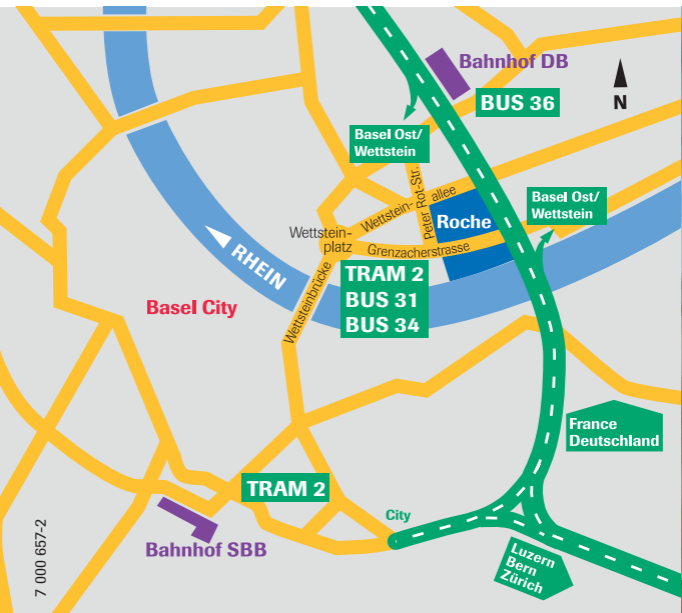 Bahnhof DB
BUS 36
N
Basel Ost/
Wettstein
Peter Rot-Str.
Wettstein-
allee
Basel Ost/
Wettstein
Roche
Wettstein-
platz
Grenzacherstrasse
RHEIN
TRAM 2
BUS 31
BUS 34
Wettsteinbrücke
Basel City
France
Deutschland
TRAM 2
City
Bahnhof SBB
Luzern
Bern
Zürich
7 000 657-2